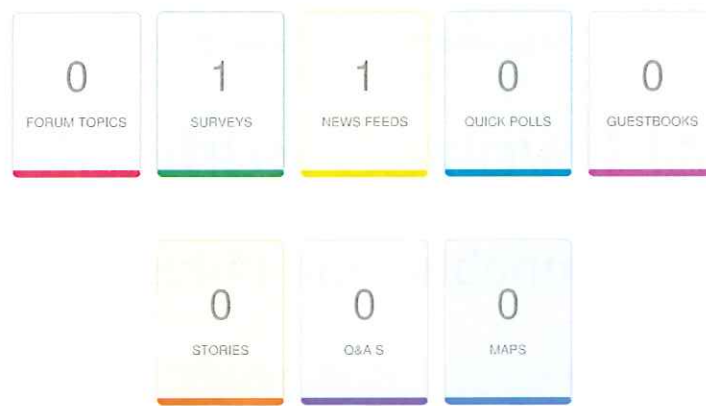 0 1 1 0 0
FORUM TOPICS SURVEYS NEWS FEEDS QUICK POLLS GUESTBOOKS
0 0 0
STORIES Q&A S MAPS